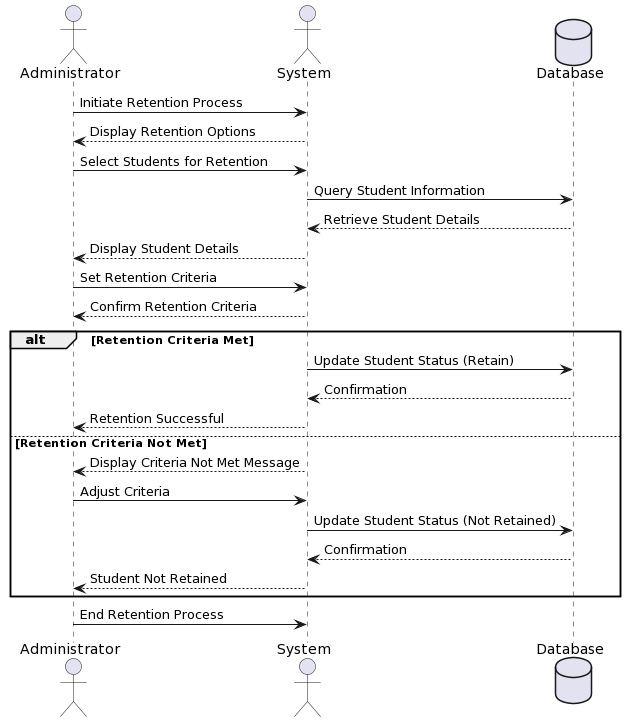 Administrator
System
Database
Initiate Retention Process
Display Retention Options
Select Students for Retention
Query Student Information
Retrieve Student Details
Display Student Details
Set Retention Criteria
Confirm Retention Criteria
alt
[Retention Criteria Met]
Update Student Status (Retain)
Confirmation
Retention Successful
[Retention Criteria Not Met]
Display Criteria Not Met Message
Adjust Criteria
Update Student Status (Not Retained)
Confirmation
Student Not Retained
End Retention Process
Administrator
System
Database